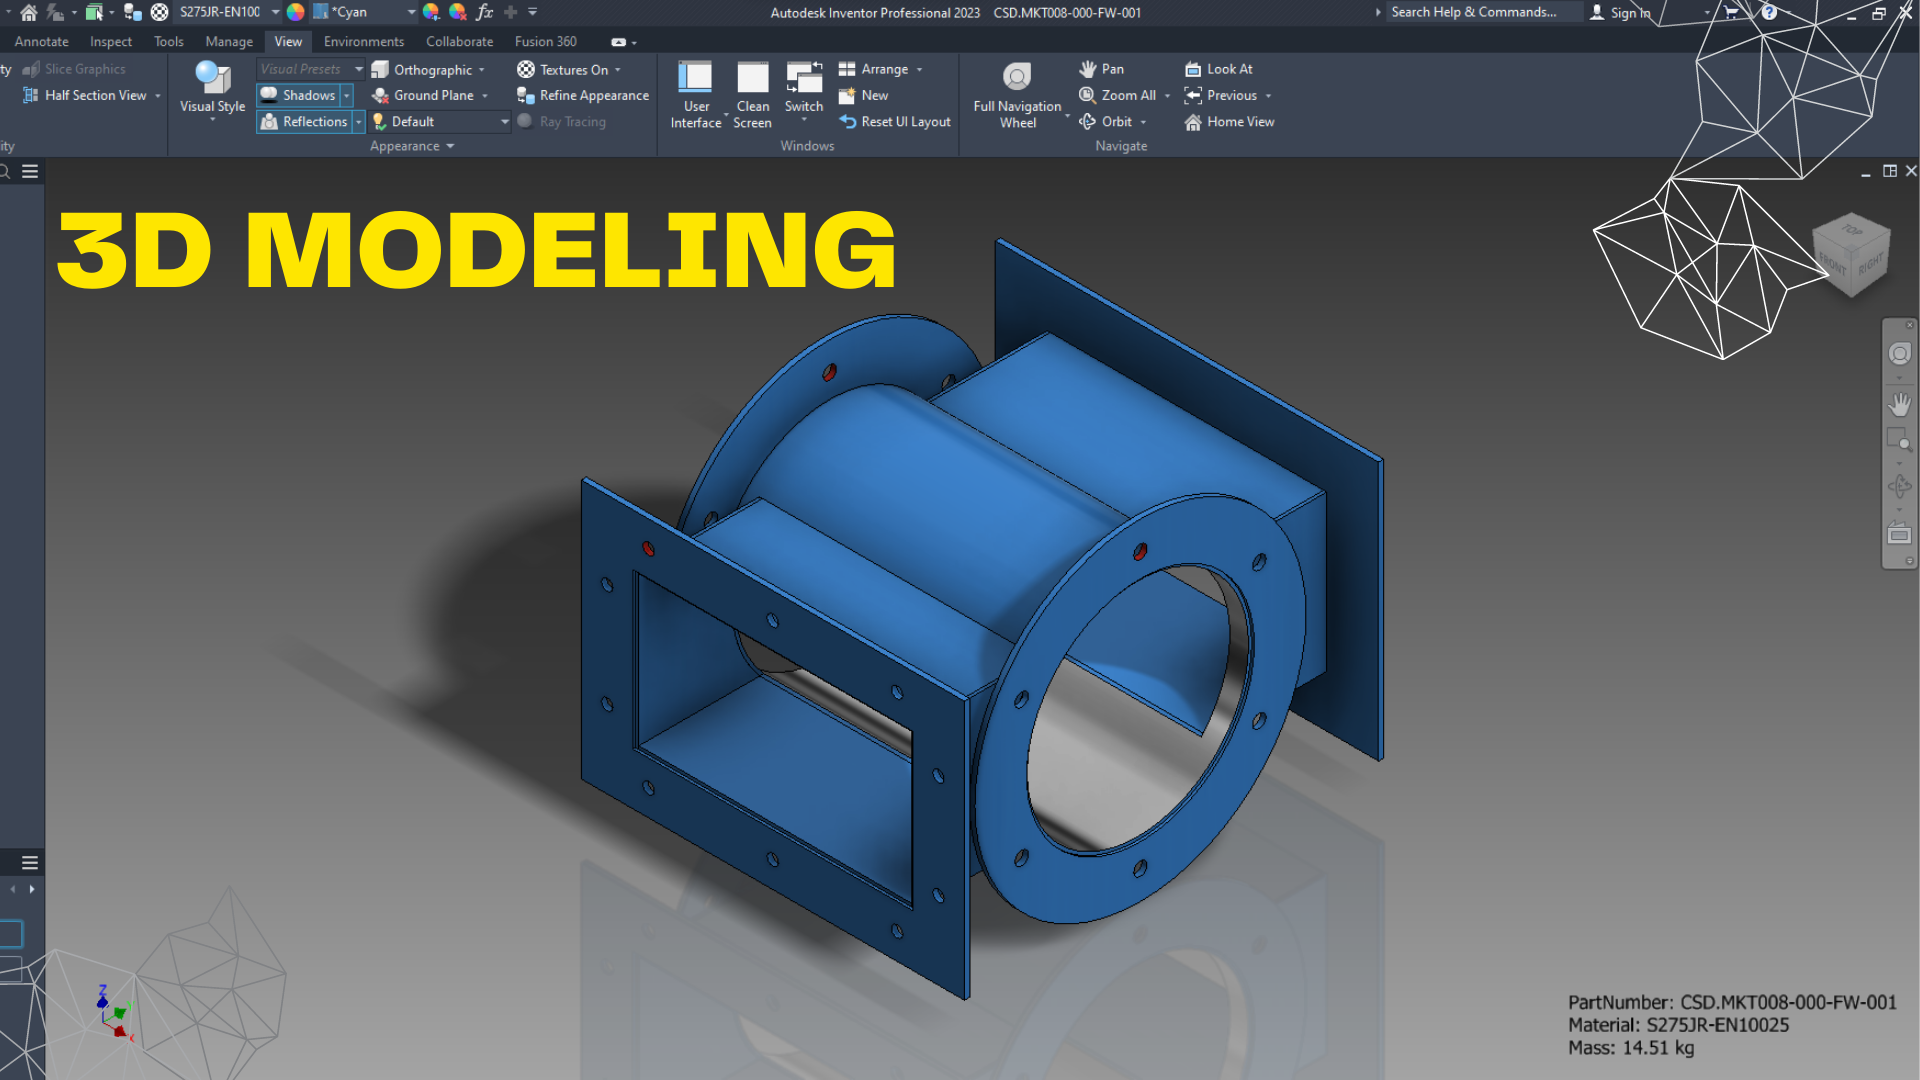 S275JR-EN100 *Cyan Autodesk Inventor Professional 2023 CSD.MKT008-000-FW-001 Search Help & Commands... Sign In
Annotate Inspect Tools Manage View Environments Collaborate Fusion 360
ty Slice Graphics Visual Presets Orthographic Textures On Arrange Pan Look At
Half Section View Shadows Ground Plane Refine Appearance New Zoom All Previous
Visual Style User Interface Clean Screen Switch Full Navigation Wheel
Reflections Default Ray Tracing Reset UI Layout Orbit Home View
ity Appearance Windows Navigate
3D MODELING
TOP
FRONT RIGHT
Z
X
PartNumber: CSD.MKT008-000-FW-001
Material: S275JR-EN10025
Mass: 14.51 kg